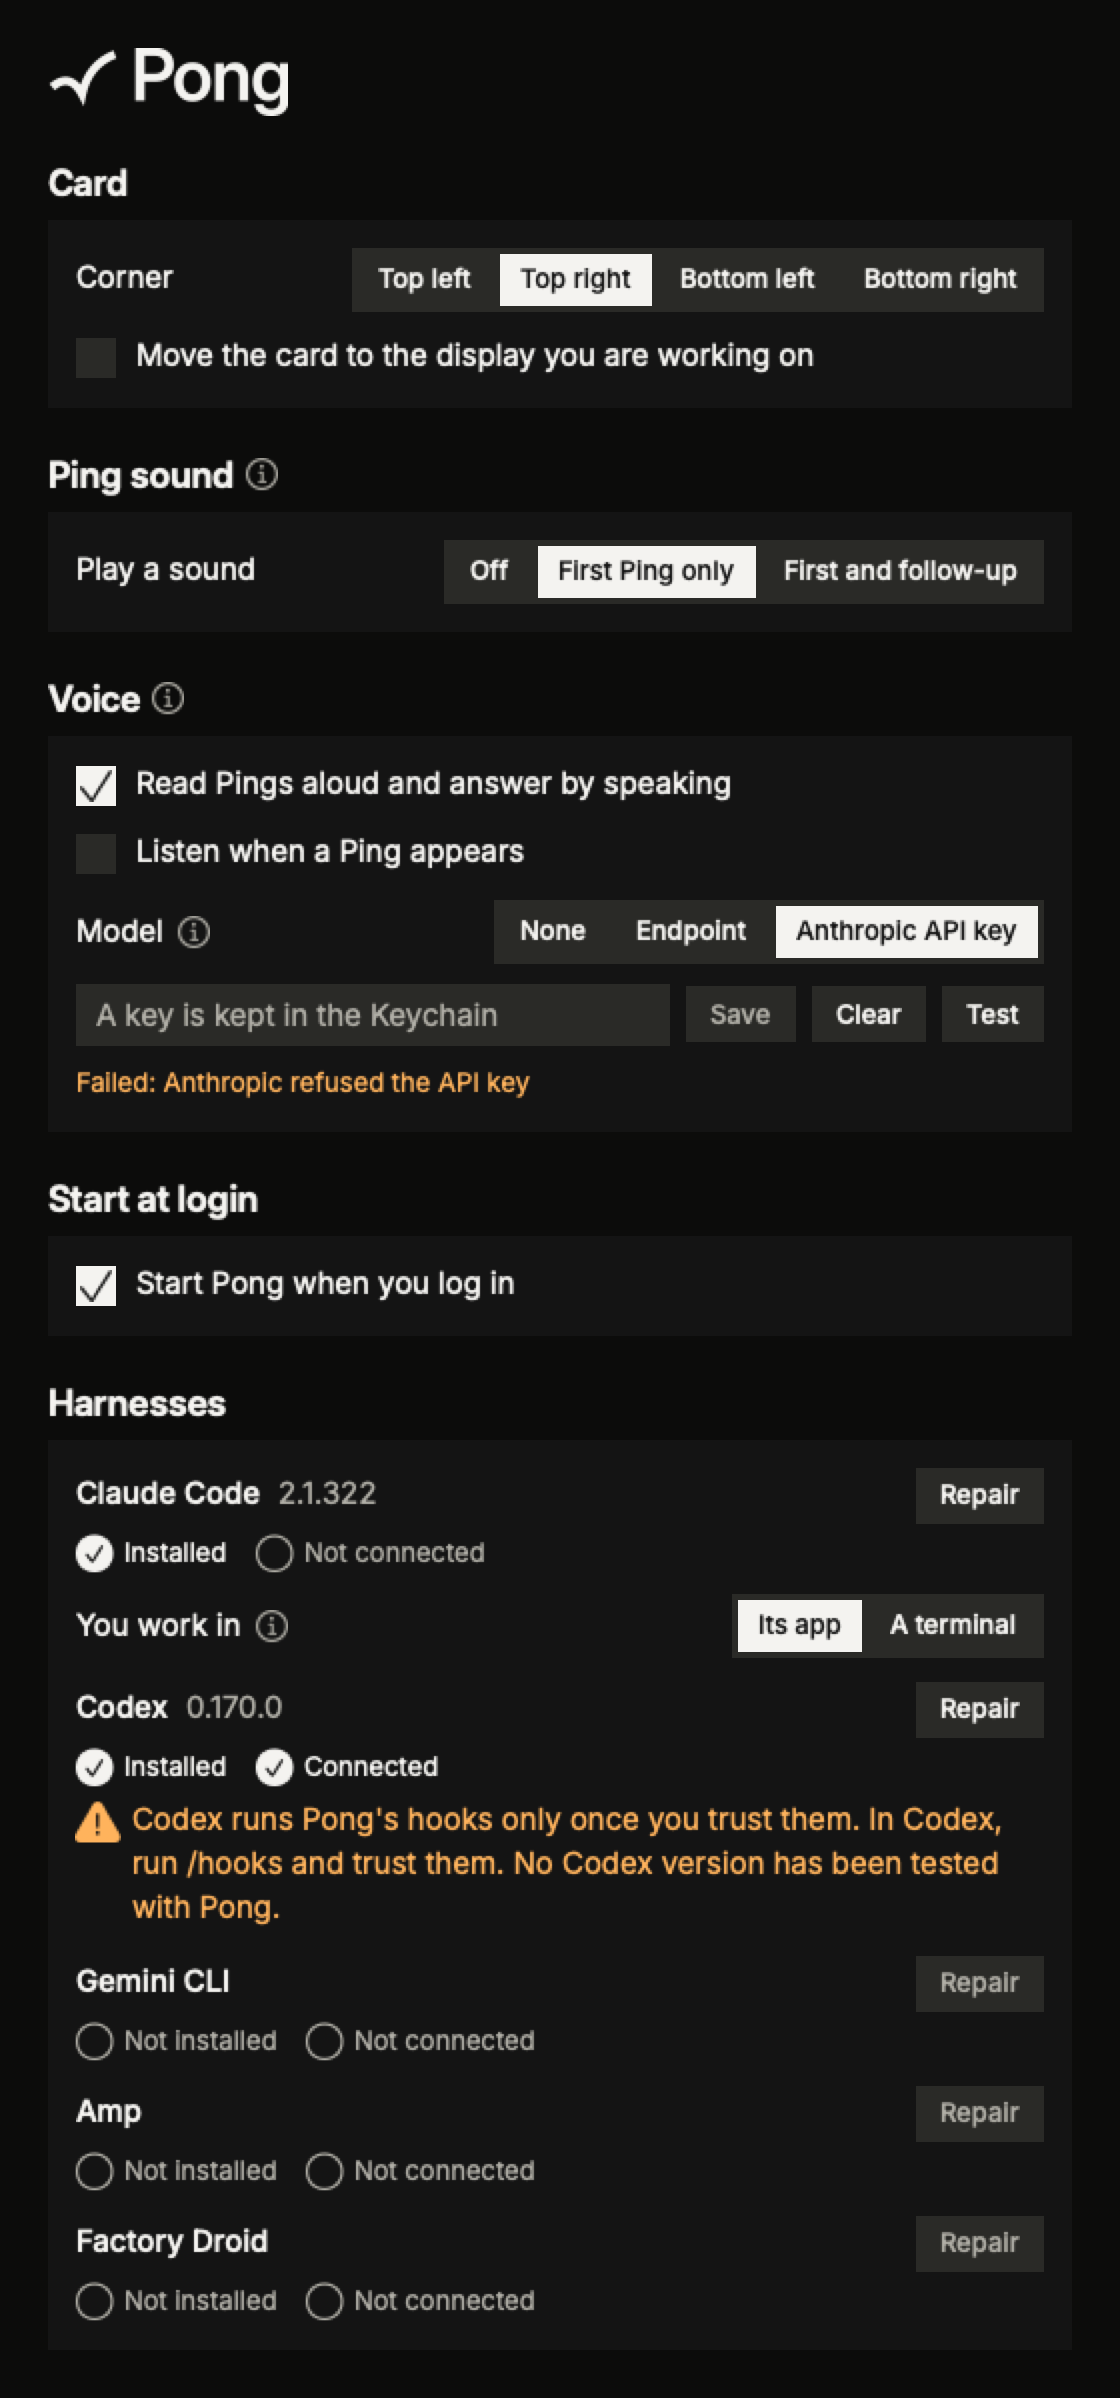 Pong
Card
Corner
Top left Top right Bottom left Bottom right
Move the card to the display you are working on
Ping sound
Play a sound
Off First Ping only First and follow-up
Voice
Read Pings aloud and answer by speaking
Listen when a Ping appears
Model
None Endpoint Anthropic API key
A key is kept in the Keychain Save Clear Test
Failed: Anthropic refused the API key
Start at login
Start Pong when you log in
Harnesses
Claude Code 2.1.322 Repair
Installed Not connected
You work in Its app A terminal
Codex 0.170.0 Repair
Installed Connected
Codex runs Pong's hooks only once you trust them. In Codex,
run /hooks and trust them. No Codex version has been tested
with Pong.
Gemini CLI Repair
Not installed Not connected
Amp Repair
Not installed Not connected
Factory Droid Repair
Not installed Not connected